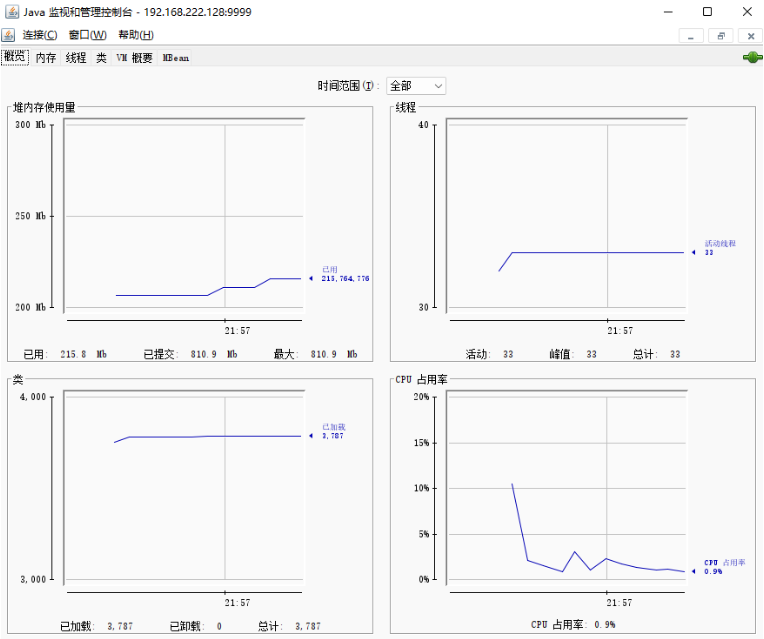 Java 监视和管理控制台 - 192.168.222.128:9999
连接(C) 窗口(W) 帮助(H)
概览 内存 线程 类 VM 概要 MBean
时间范围(I): 全部
堆内存使用量
300 Mb
250 Mb
200 Mb
已用
215,764,776
21:57
已用: 215.8 Mb 已提交: 810.9 Mb 最大: 810.9 Mb
线程
40
30
活动线程
33
21:57
活动: 33 峰值: 33 总计: 33
类
4,000
3,000
已加载
3,787
21:57
已加载: 3,787 已卸载: 0 总计: 3,787
CPU 占用率
20%
15%
10%
5%
0%
CPU 占用率
0.9%
21:57
CPU 占用率: 0.9%